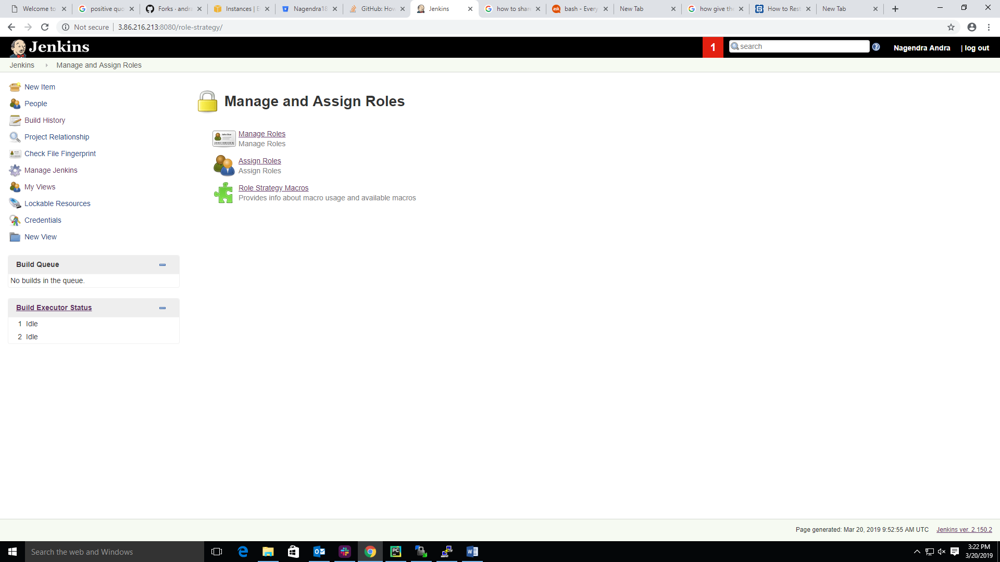 Welcome to
positive quo
Forks · andra
Instances | E
Nagendra18
GitHub: How
Jenkins
how to share
bash - Every
New Tab
how give the
How to Rest
New Tab
Not secure
3.86.216.213:8080/role-strategy/
Jenkins
1
search
Nagendra Andra
| log out
Jenkins
Manage and Assign Roles
New Item
People
Build History
Project Relationship
Check File Fingerprint
Manage Jenkins
My Views
Lockable Resources
Credentials
New View
Build Queue
No builds in the queue.
Build Executor Status
1 Idle
2 Idle
Manage and Assign Roles
Manage Roles
Manage Roles
Assign Roles
Assign Roles
Role Strategy Macros
Provides info about macro usage and available macros
Page generated: Mar 20, 2019 9:52:55 AM UTC
Jenkins ver. 2.150.2
Search the web and Windows
3:22 PM
3/20/2019